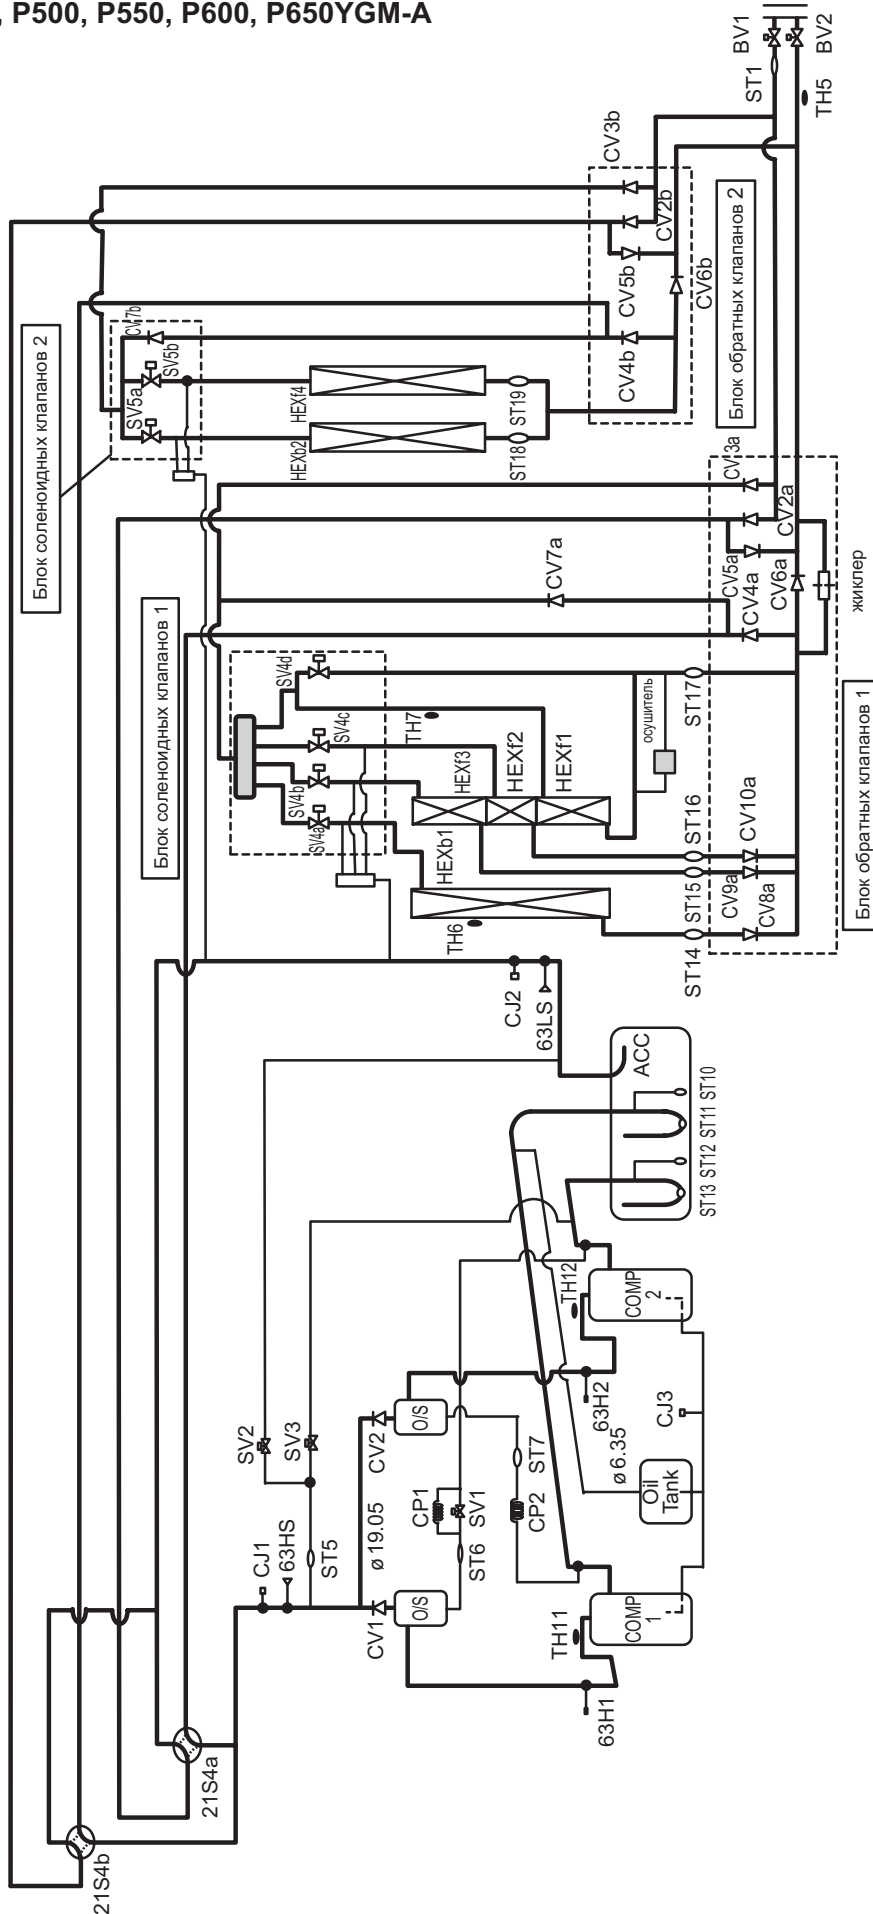 , P500, P550, P600, P650YGM-A
BV1
BV2
ST1
TH5
CV3b
CV2b
CV5b
CV6b
CV4b
Блок обратных клапанов 2
Блок соленоидных клапанов 2
CV7b
SV5b
SV5a
HEXf4
HEXb2
ST19
ST18
CV3a
CV2a
CV5a
CV6a
CV4a
CV7a
жиклер
Блок соленоидных клапанов 1
SV4d
SV4c
SV4b
SV4a
TH7
HEXf3
HEXf2
HEXf1
осушитель
ST17
ST16
CV10a
HEXb1
ST15
CV9a
CV8a
TH6
ST14
Блок обратных клапанов 1
CJ2
63LS
ACC
ST13 ST12 ST11 ST10
SV2
SV3
TH12
COMP
2
CV2
O/S
63H2
CJ3
CP1
SV1
ST7
CP2
ø6.35
Oil
Tank
CJ1
63HS
ST5
ø19.05
ST6
CV1
O/S
TH11
COMP
1
63H1
21S4a
21S4b